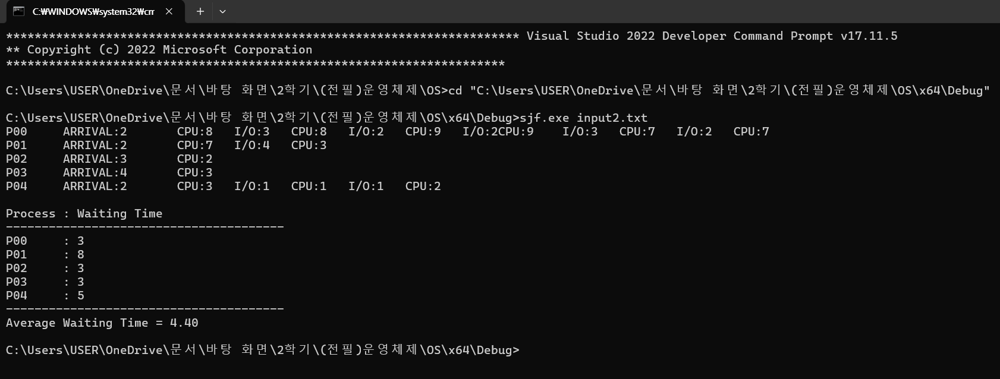 C:₩WINDOWS₩system32₩cm
************************************************************************ Visual Studio 2022 Developer Command Prompt v17.11.5
** Copyright (c) 2022 Microsoft Corporation
**********************************************************************
C:\Users\USER\OneDrive\문서\바탕 화면\2학기\(전필)운영체제\OS>cd "C:\Users\USER\OneDrive\문서\바탕 화면\2학기\(전필)운영체제\OS\x64\Debug"
C:\Users\USER\OneDrive\문서\바탕 화면\2학기\(전필)운영체제\OS\x64\Debug>sjf.exe input2.txt
P00     ARRIVAL:2       CPU:8   I/O:3   CPU:8   I/O:2   CPU:9   I/O:2CPU:9    I/O:3   CPU:7   I/O:2   CPU:7
P01     ARRIVAL:2       CPU:7   I/O:4   CPU:3
P02     ARRIVAL:3       CPU:2
P03     ARRIVAL:4       CPU:3
P04     ARRIVAL:2       CPU:3   I/O:1   CPU:1   I/O:1   CPU:2
Process : Waiting Time
---------------------------------------
P00     : 3
P01     : 8
P02     : 3
P03     : 3
P04     : 5
---------------------------------------
Average Waiting Time = 4.40
C:\Users\USER\OneDrive\문서\바탕 화면\2학기\(전필)운영체제\OS\x64\Debug>